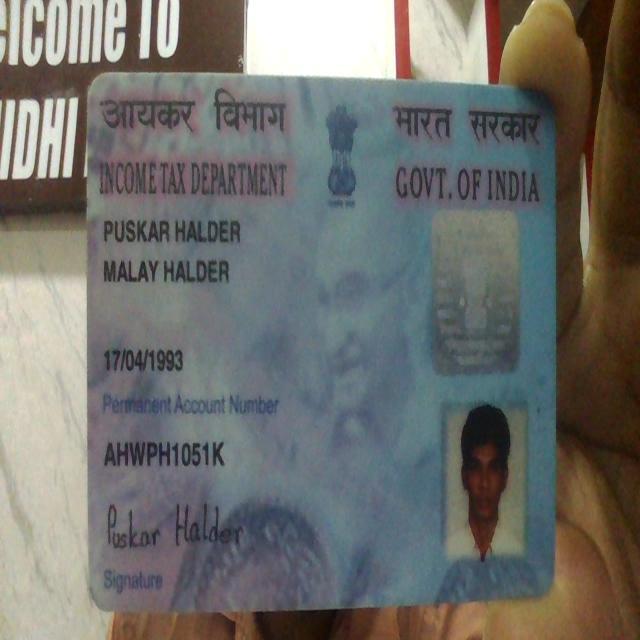 elcome To
IDHI
आयकर विभाग
भारत सरकार
INCOME TAX DEPARTMENT
GOVT. OF INDIA
PUSKAR HALDER
MALAY HALDER
17/04/1993
Permanent Account Number
AHWPH1051K
Puskar Halder
Signature